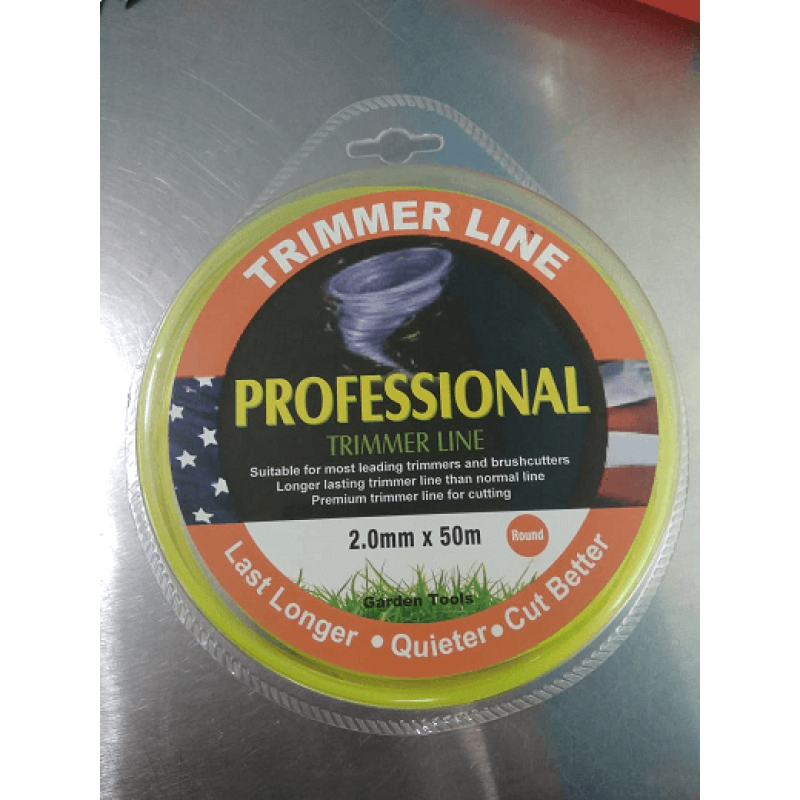 TRIMMER LINE
PROFESSIONAL
TRIMMER LINE
Suitable for most leading trimmers and brushcutters
Longer lasting trimmer line than normal line
Premium trimmer line for cutting
2.0mm x 50m
Round
Garden Tools
Last Longer • Quieter • Cut Better